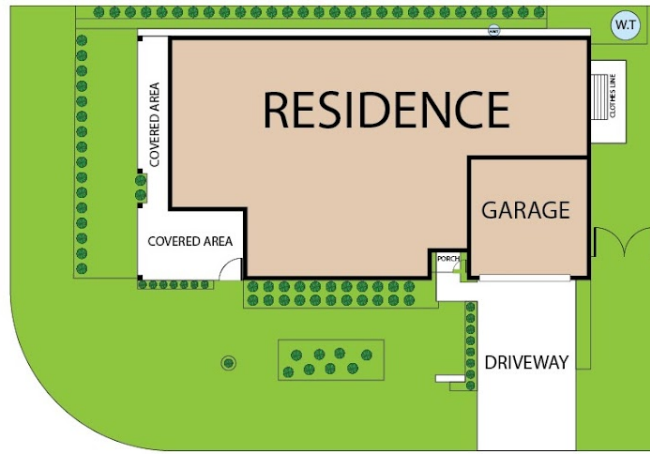 W.T
RESIDENCE
COVERED AREA
CLOTHES LINE
GARAGE
COVERED AREA
PORCH
DRIVEWAY